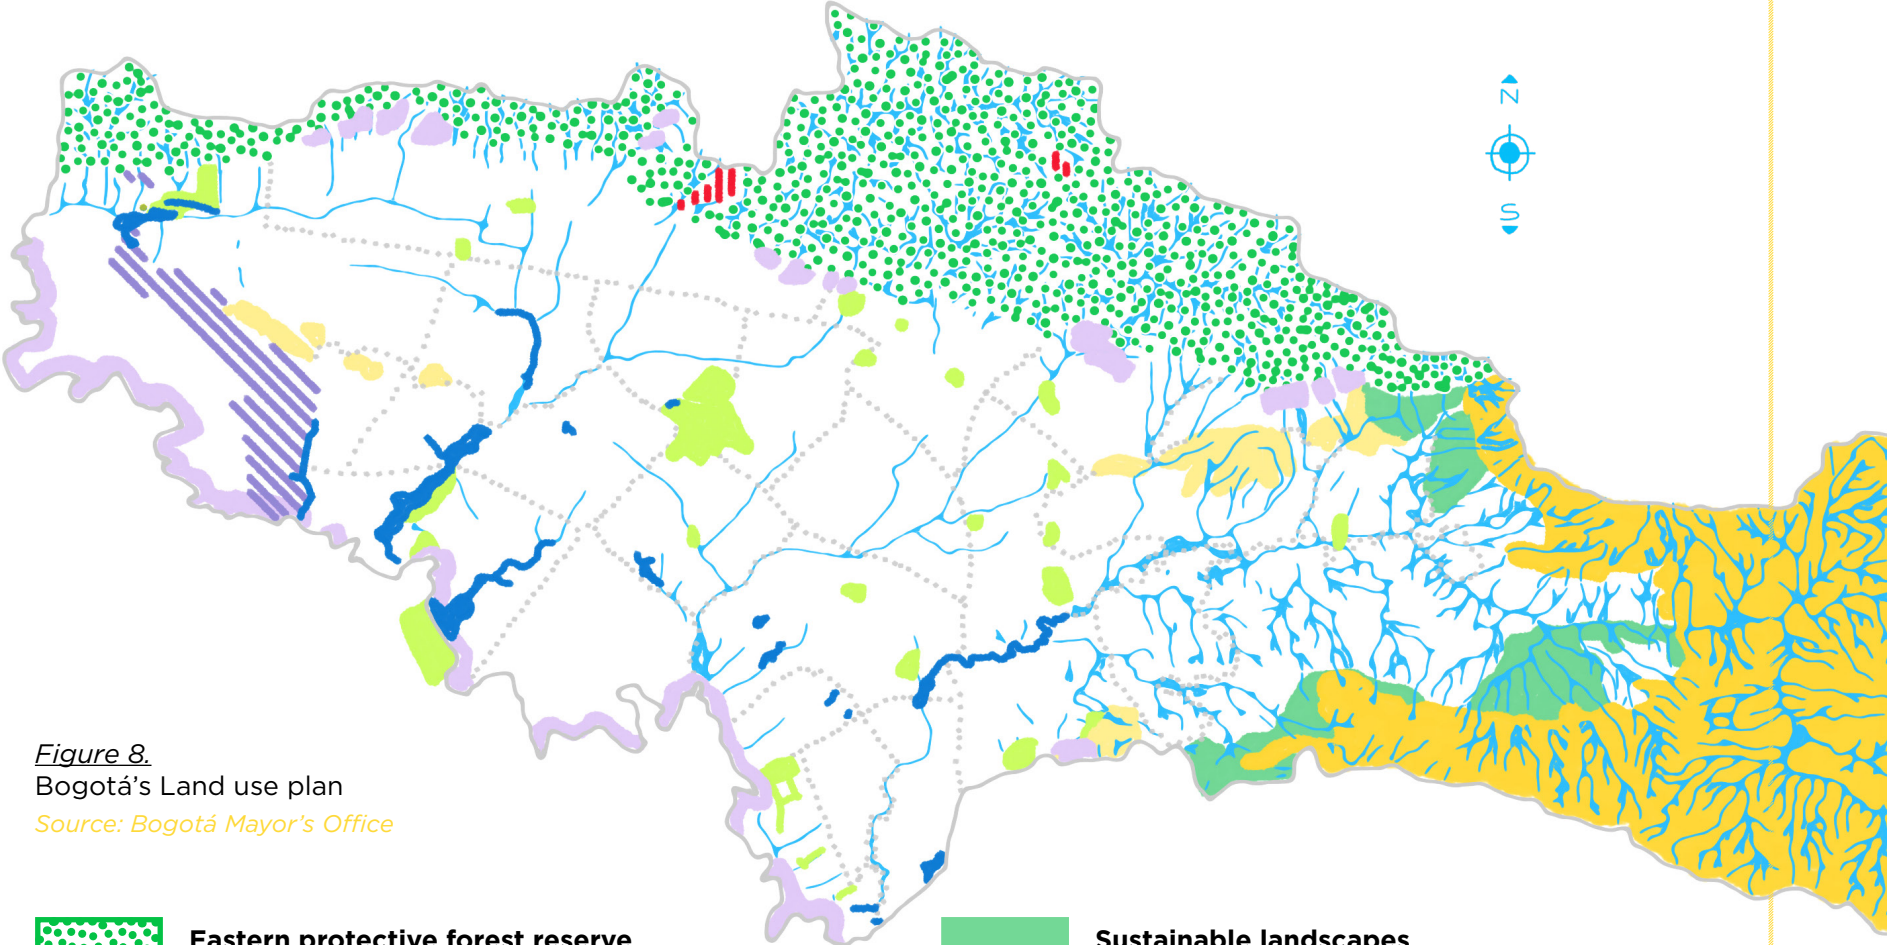 N
S
Figure 8.
Bogotá's Land use plan
Source: Bogotá Mayor's Office
Eastern protective forest reserve
Sustainable landscapes